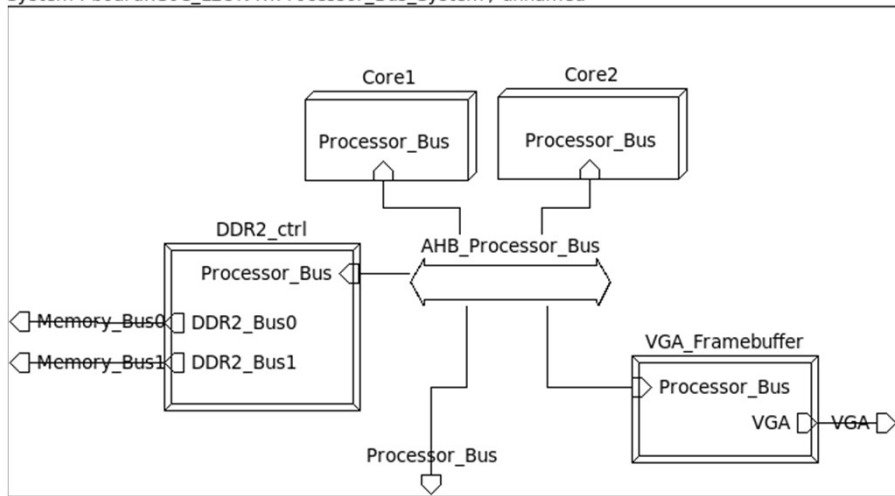 Core1
Core2
Processor_Bus
Processor_Bus
DDR2_ctrl
AHB_Processor_Bus
Processor_Bus
Memory_Bus0
DDR2_Bus0
VGA_Framebuffer
Memory_Bus1
DDR2_Bus1
Processor_Bus
VGA
VGA
Processor_Bus